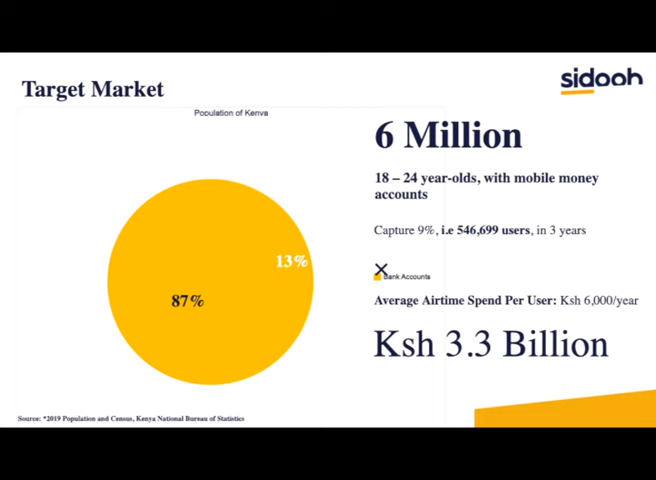 sidooh
Target Market
Population of Kenya
6 Million
18 – 24 year-olds, with mobile money
accounts
Capture 9%, i.e 546,699 users, in 3 years
13%
87%
Bank Accounts
Average Airtime Spend Per User: Ksh 6,000/year
Ksh 3.3 Billion
Source: *2019 Population and Census, Kenya National Bureau of Statistics